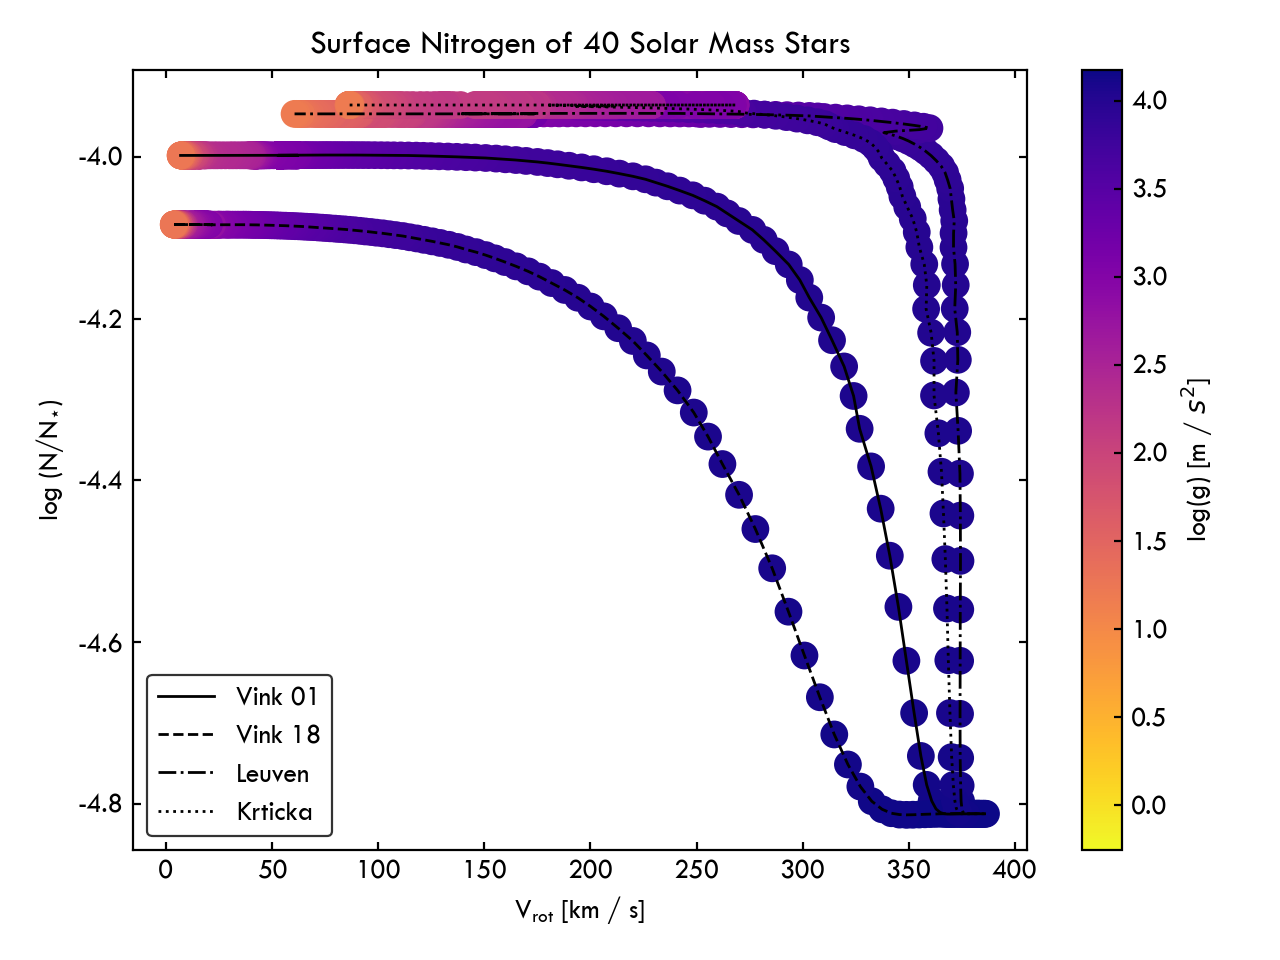 Surface Nitrogen of 40 Solar Mass Stars
-4.0
-4.2
-4.4
-4.6
-4.8
log (N/N⋆)
Vink 01
Vink 18
Leuven
Krticka
0 50 100 150 200 250 300 350 400
V_rot [km / s]
4.0
3.5
3.0
2.5
2.0
1.5
1.0
0.5
0.0
log(g) [m / s²]